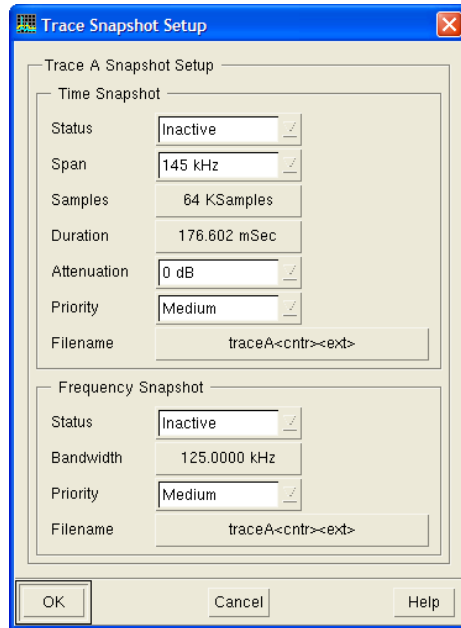 Trace Snapshot Setup
Trace A Snapshot Setup
Time Snapshot
Status Inactive
Span 145 kHz
Samples 64 KSamples
Duration 176.602 mSec
Attenuation 0 dB
Priority Medium
Filename traceA<cntr><ext>
Frequency Snapshot
Status Inactive
Bandwidth 125.0000 kHz
Priority Medium
Filename traceA<cntr><ext>
OK Cancel Help